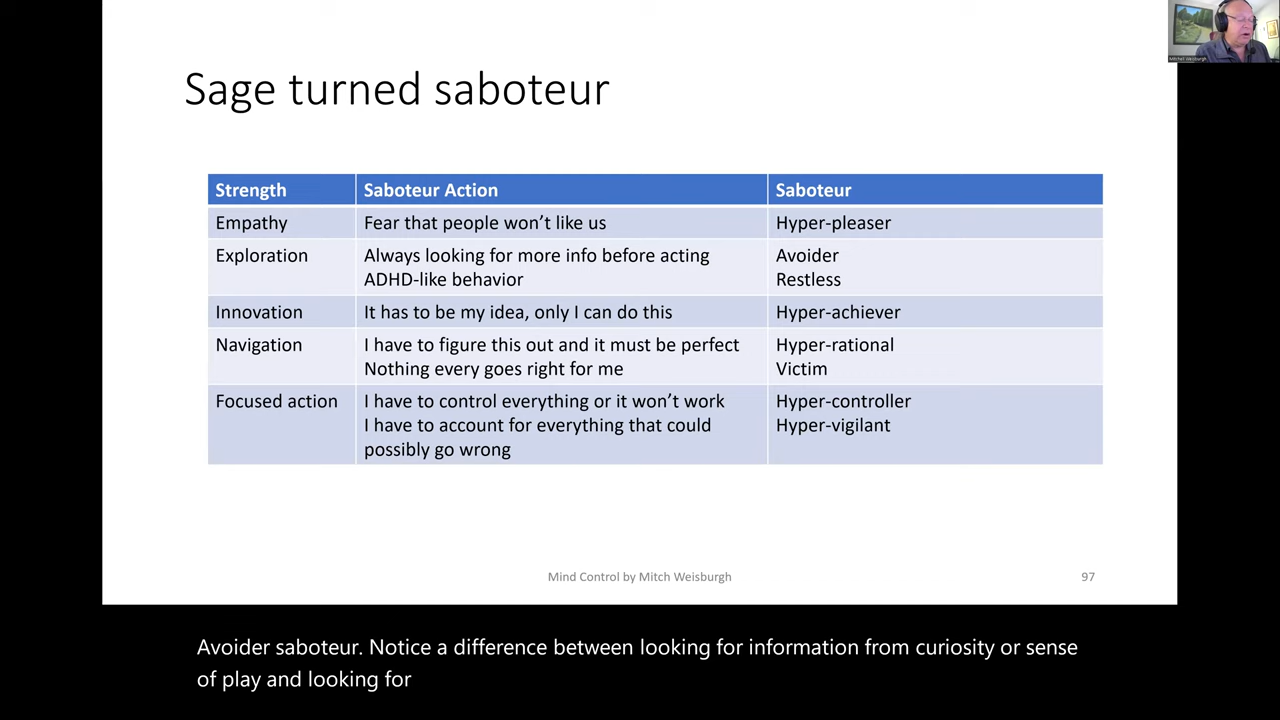 Sage turned saboteur
Strength Saboteur Action Saboteur
Empathy Fear that people won't like us Hyper-pleaser
Exploration Always looking for more info before acting Avoider
ADHD-like behavior Restless
Innovation It has to be my idea, only I can do this Hyper-achiever
Navigation I have to figure this out and it must be perfect Hyper-rational
Nothing every goes right for me Victim
Focused action I have to control everything or it won't work Hyper-controller
I have to account for everything that could Hyper-vigilant
possibly go wrong
Mind Control by Mitch Weisburgh 97
Avoider saboteur. Notice a difference between looking for information from curiosity or sense
of play and looking for
Mitchell Weisburgh